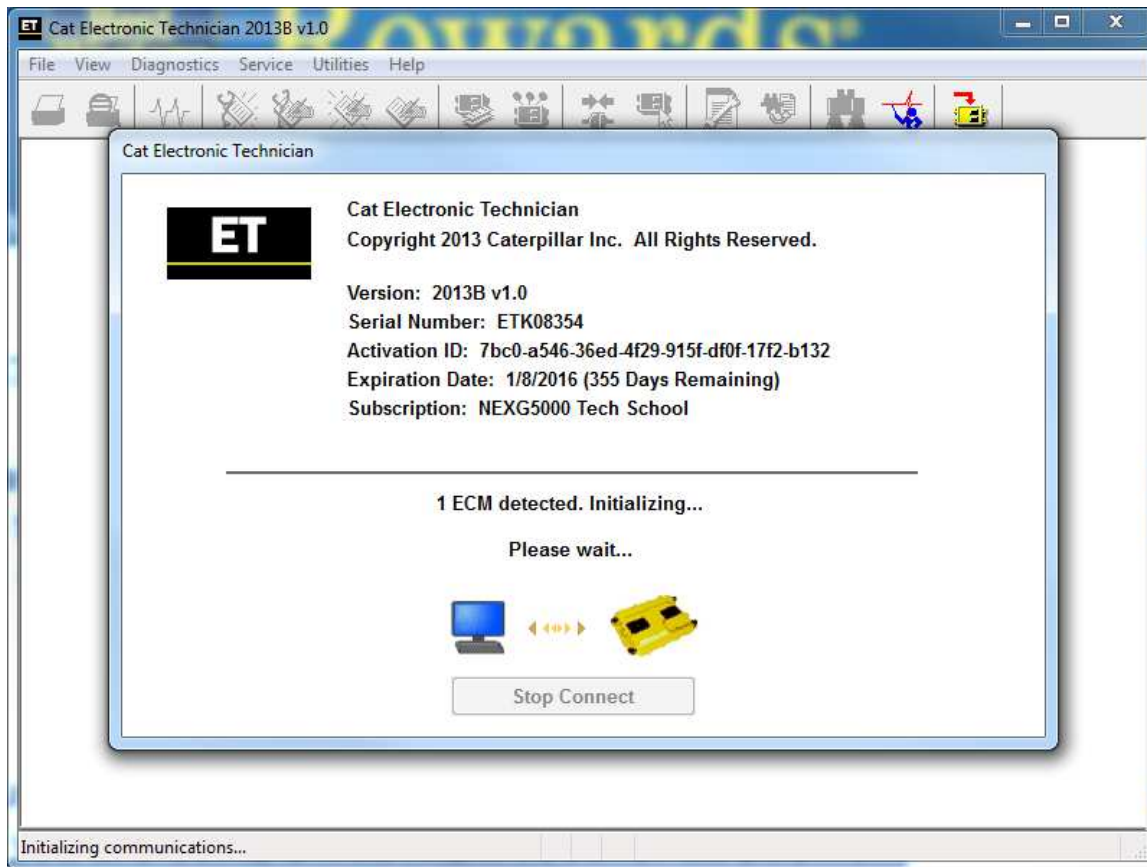 ET Cat Electronic Technician 2013B v1.0
Rewards®
File View Diagnostics Service Utilities Help
Cat Electronic Technician
ET
Cat Electronic Technician
Copyright 2013 Caterpillar Inc. All Rights Reserved.
Version: 2013B v1.0
Serial Number: ETK08354
Activation ID: 7bc0-a546-36ed-4f29-915f-df0f-17f2-b132
Expiration Date: 1/8/2016 (355 Days Remaining)
Subscription: NEXG5000 Tech School
1 ECM detected. Initializing...
Please wait...
Stop Connect
Initializing communications...